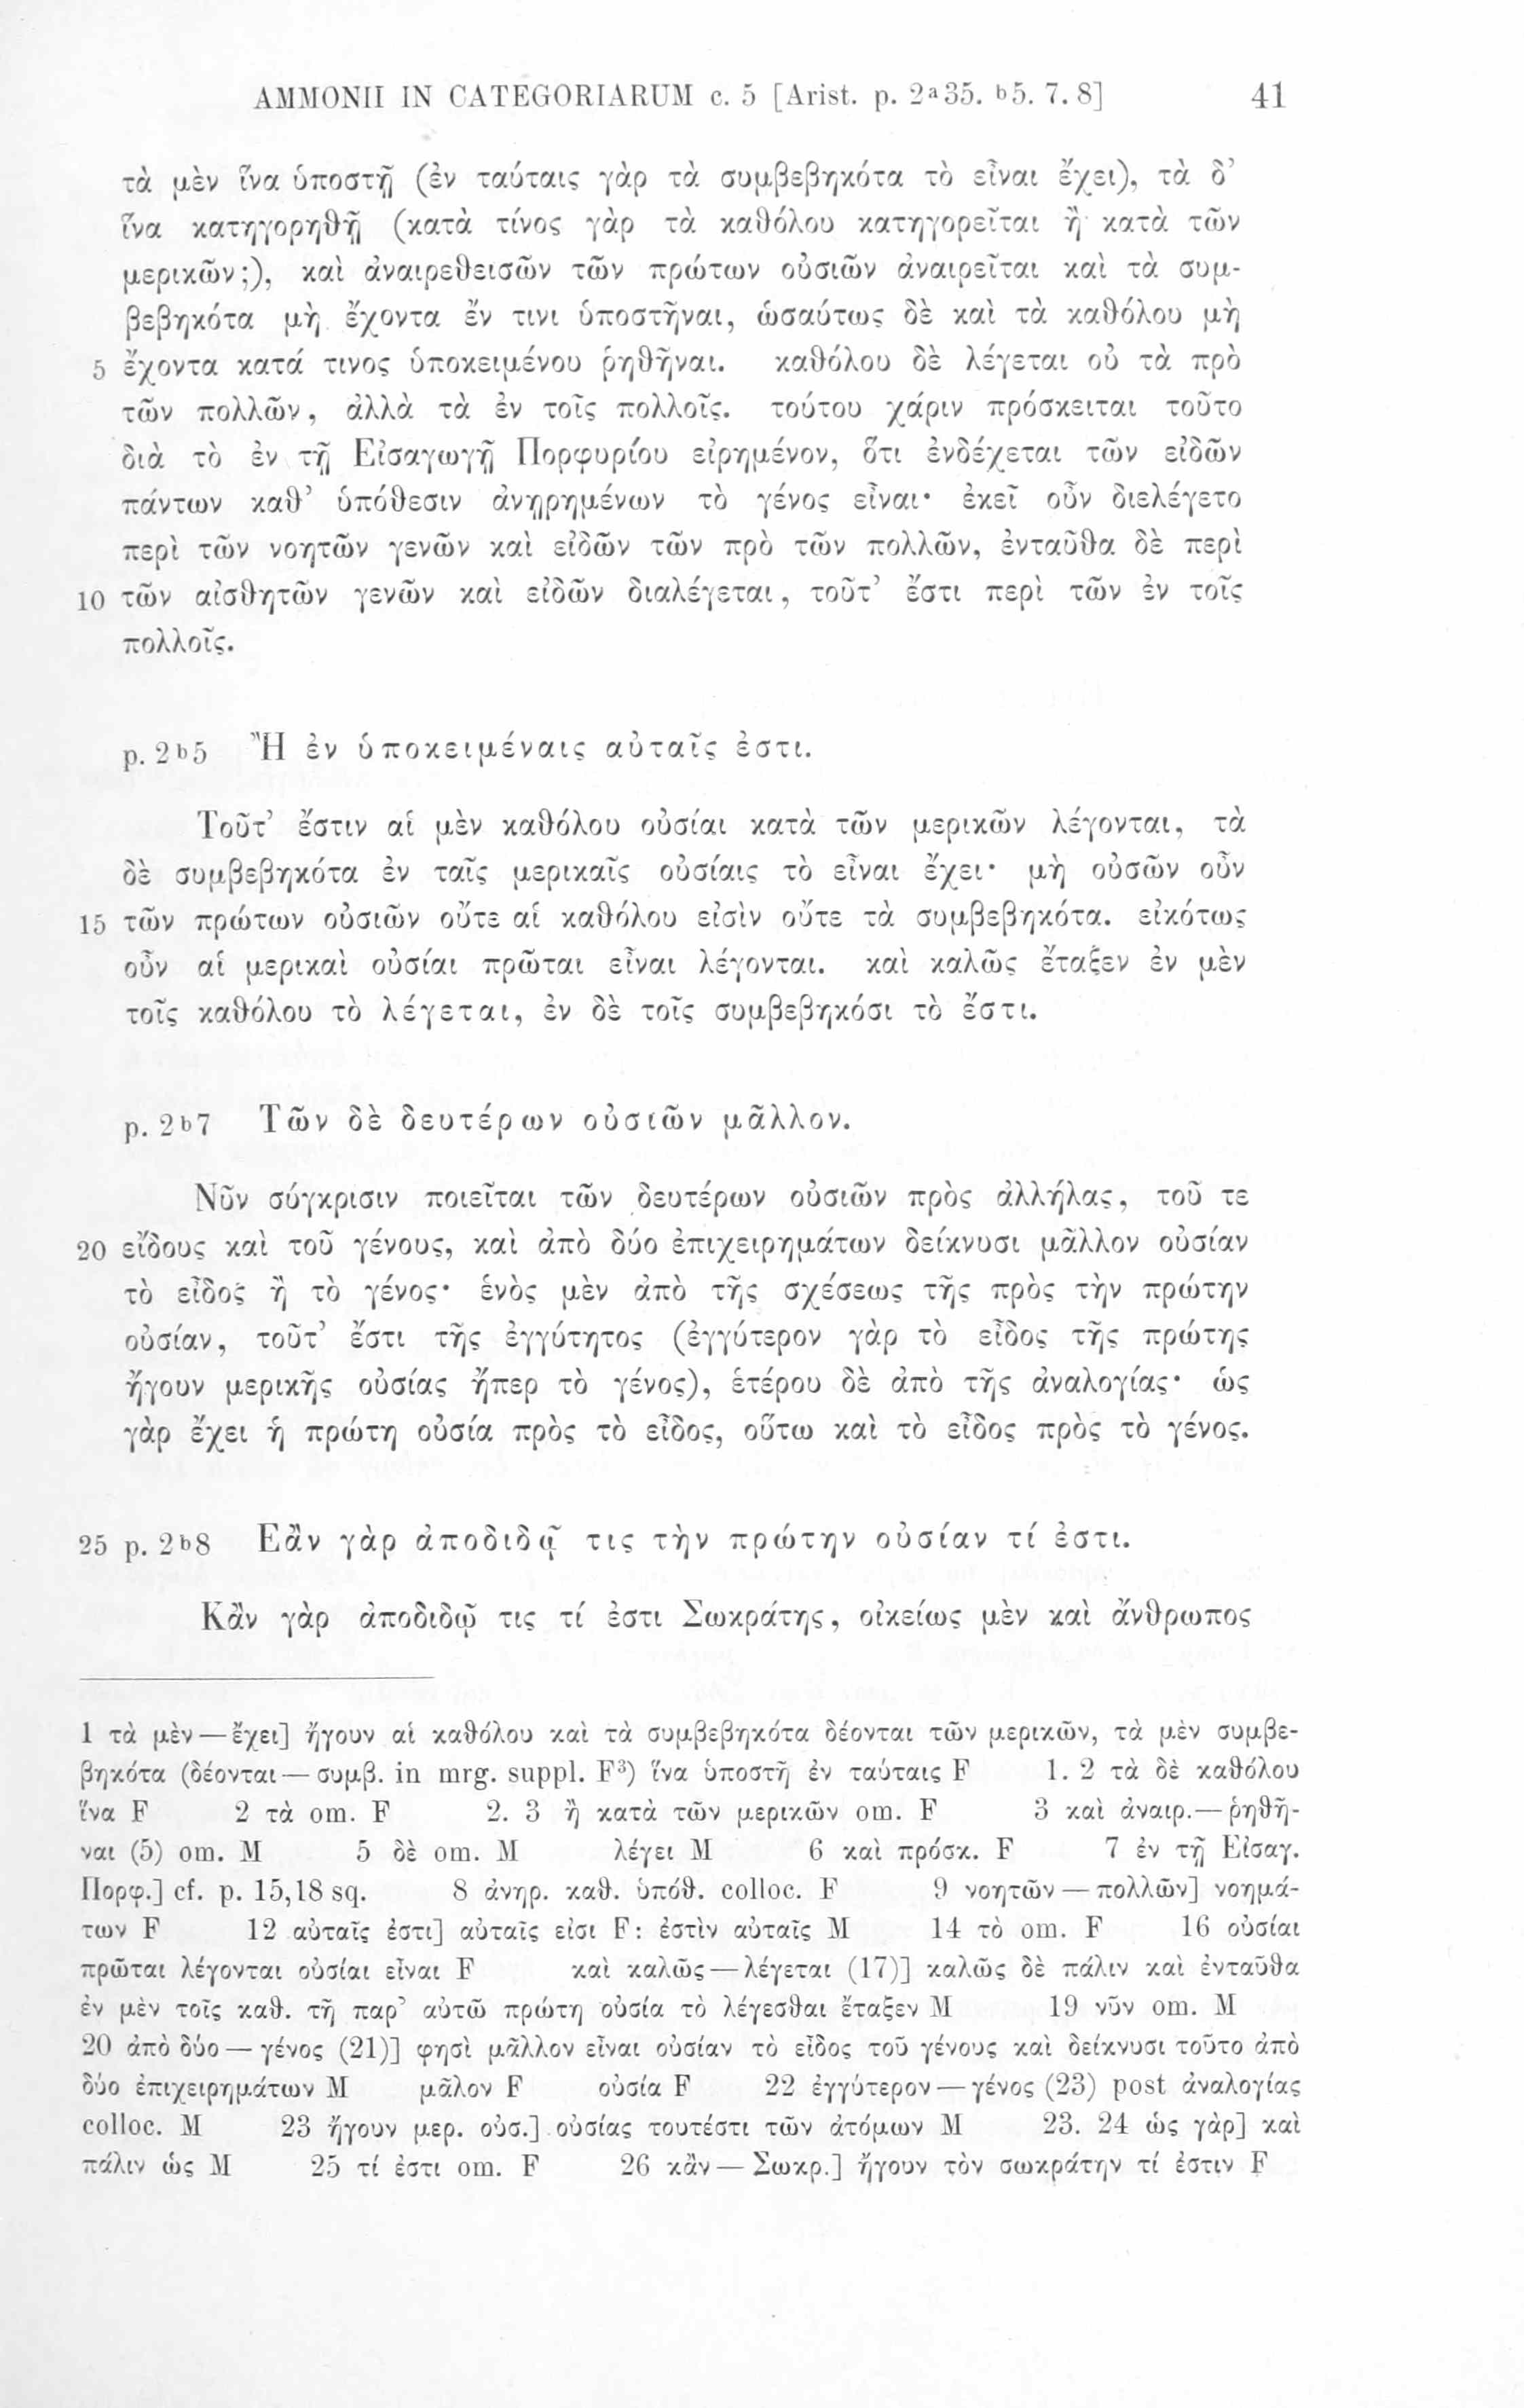 AMMONII IN CATEGORIARUM c. 5 [Arist. p. 2a35. b5. 7. 8] 41
τὰ μὲν ἵνα ὑποστῇ (ἐν ταύταις γὰρ τὰ συμβεβηκότα τὸ εἶναι ἔχει), τὰ δ’
ἵνα κατηγορηθῇ (κατὰ τίνος γὰρ τὰ καθόλου κατηγορεῖται ἢ κατὰ τῶν
μερικῶν;), καὶ ἀναιρεθεισῶν τῶν πρώτων οὐσιῶν ἀναιρεῖται καὶ τὰ συμ-
βεβηκότα μὴ ἔχοντα ἔν τινι ὑποστῆναι, ὡσαύτως δὲ καὶ τὰ καθόλου μὴ
5 ἔχοντα κατά τινος ὑποκειμένου ῥηθῆναι. καθόλου δὲ λέγεται οὐ τὰ πρὸ
τῶν πολλῶν, ἀλλὰ τὰ ἐν τοῖς πολλοῖς. τούτου χάριν πρόσκειται τοῦτο
διὰ τὸ ἐν τῇ Εἰσαγωγῇ Πορφυρίου εἰρημένον, ὅτι ἐνδέχεται τῶν εἰδῶν
πάντων καθ’ ὑπόθεσιν ἀνῃρημένων τὸ γένος εἶναι· ἐκεῖ οὖν διελέγετο
περὶ τῶν νοητῶν γενῶν καὶ εἰδῶν τῶν πρὸ τῶν πολλῶν, ἐνταῦθα δὲ περὶ
10 τῶν αἰσθητῶν γενῶν καὶ εἰδῶν διαλέγεται, τοῦτ’ ἔστι περὶ τῶν ἐν τοῖς
πολλοῖς.
p. 2b5 Ἢ ἐν ὑποκειμέναις αὐταῖς ἐστι.
Τοῦτ’ ἔστιν αἱ μὲν καθόλου οὐσίαι κατὰ τῶν μερικῶν λέγονται, τὰ
δὲ συμβεβηκότα ἐν ταῖς μερικαῖς οὐσίαις τὸ εἶναι ἔχει· μὴ οὐσῶν οὖν
15 τῶν πρώτων οὐσιῶν οὔτε αἱ καθόλου εἰσὶν οὔτε τὰ συμβεβηκότα. εἰκότως
οὖν αἱ μερικαὶ οὐσίαι πρῶται εἶναι λέγονται. καὶ καλῶς ἔταξεν ἐν μὲν
τοῖς καθόλου τὸ λέγεται, ἐν δὲ τοῖς συμβεβηκόσι τὸ ἔστι.
p. 2b7 Τῶν δὲ δευτέρων οὐσιῶν μᾶλλον.
Νῦν σύγκρισιν ποιεῖται τῶν δευτέρων οὐσιῶν πρὸς ἀλλήλας, τοῦ τε
20 εἴδους καὶ τοῦ γένους, καὶ ἀπὸ δύο ἐπιχειρημάτων δείκνυσι μᾶλλον οὐσίαν
τὸ εἶδος ἢ τὸ γένος· ἑνὸς μὲν ἀπὸ τῆς σχέσεως τῆς πρὸς τὴν πρώτην
οὐσίαν, τοῦτ’ ἔστι τῆς ἐγγύτητος (ἐγγύτερον γὰρ τὸ εἶδος τῆς πρώτης
ἤγουν μερικῆς οὐσίας ἤπερ τὸ γένος), ἑτέρου δὲ ἀπὸ τῆς ἀναλογίας· ὡς
γὰρ ἔχει ἡ πρώτη οὐσία πρὸς τὸ εἶδος, οὕτω καὶ τὸ εἶδος πρὸς τὸ γένος.
25 p. 2b8 Ἐὰν γὰρ ἀποδιδῷ τις τὴν πρώτην οὐσίαν τί ἐστι.
Κἂν γὰρ ἀποδιδῷ τις τί ἐστι Σωκράτης, οἰκείως μὲν καὶ ἄνθρωπος
1 τὰ μὲν — ἔχει] ἤγουν αἱ καθόλου καὶ τὰ συμβεβηκότα δέονται τῶν μερικῶν, τὰ μὲν συμβε-
βηκότα (δέονται — συμβ. in mrg. suppl. F³) ἵνα ὑποστῆ ἐν ταύταις F 1. 2 τὰ δὲ καθόλου
ἵνα F 2 τὰ om. F 2. 3 ἢ κατὰ τῶν μερικῶν om. F 3 καὶ ἀναιρ. — ῥηθῆ-
ναι (5) om. M 5 δὲ om. M λέγει M 6 καὶ πρόσκ. F 7 ἐν τῇ Εἰσαγ.
Πορφ.] cf. p. 15,18 sq. 8 ἀνηρ. καθ. ὑπόθ. colloc. F 9 νοητῶν — πολλῶν] νοημά-
των F 12 αὐταῖς ἐστι] αὐταῖς εἰσι F: ἐστὶν αὐταῖς M 14 τὸ om. F 16 οὐσίαι
πρῶται λέγονται οὐσίαι εἶναι F καὶ καλῶς — λέγεται (17)] καλῶς δὲ πάλιν καὶ ἐνταῦθα
ἐν μὲν τοῖς καθ. τῆ παρ’ αὐτῶ πρώτη οὐσία τὸ λέγεσθαι ἔταξεν M 19 νῦν om. M
20 ἀπὸ δύο — γένος (21)] φησὶ μᾶλλον εἶναι οὐσίαν τὸ εἶδος τοῦ γένους καὶ δείκνυσι τοῦτο ἀπὸ
δύο ἐπιχειρημάτων M μᾶλον F οὐσία F 22 ἐγγύτερον — γένος (23) post ἀναλογίας
colloc. M 23 ἤγουν μερ. οὐσ.] οὐσίας τουτέστι τῶν ἀτόμων M 23. 24 ὡς γὰρ] καὶ
πάλιν ὡς M 25 τί ἐστι om. F 26 κἂν — Σωκρ.] ἤγουν τὸν σωκράτην τί ἐστιν F